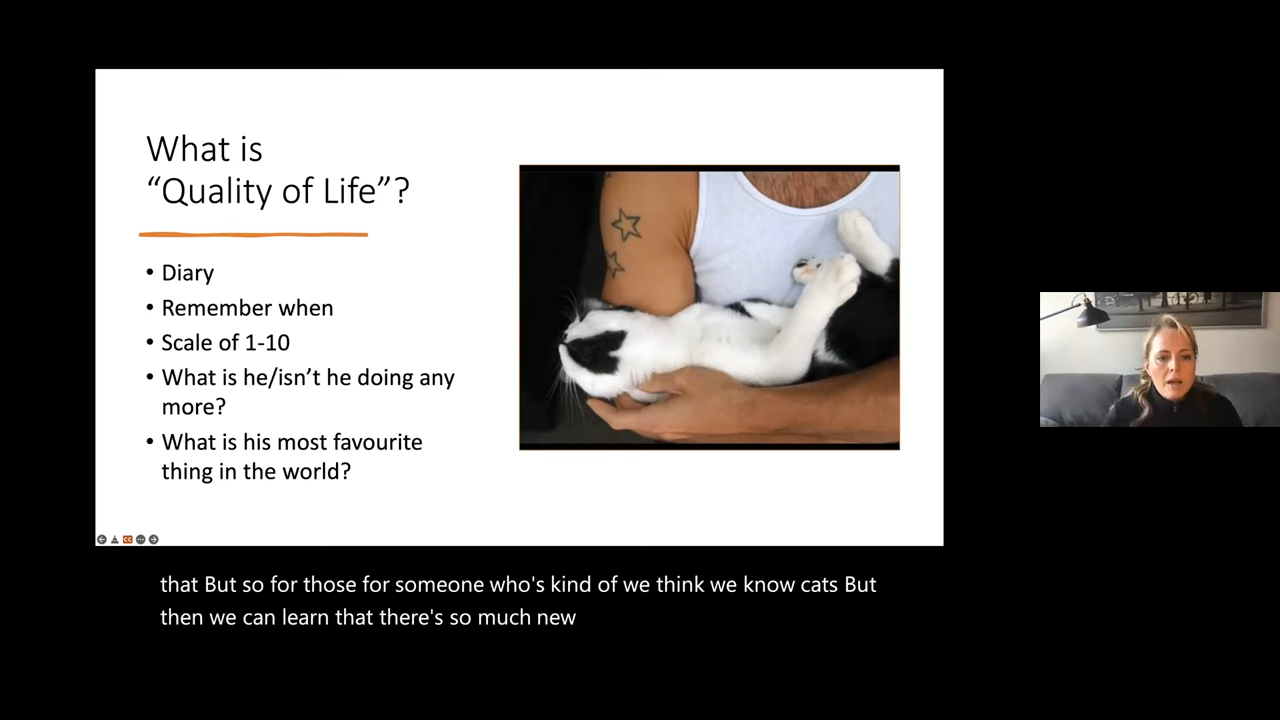 What is
“Quality of Life”?
• Diary
• Remember when
• Scale of 1-10
• What is he/isn’t he doing any
more?
• What is his most favourite
thing in the world?
that But so for those for someone who's kind of we think we know cats But
then we can learn that there's so much new